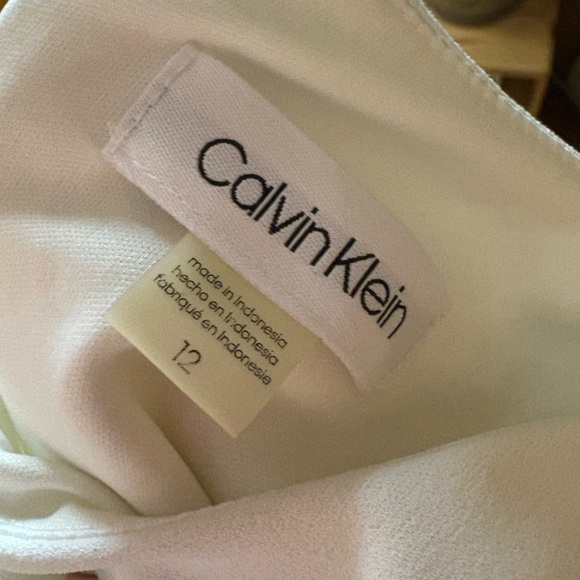 Calvin Klein
made in Indonesia
hecho en Indonesia
fabriqué en Indonesie
12